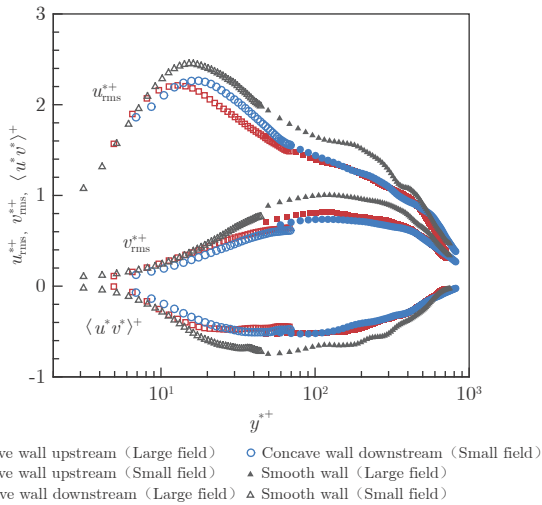 3
2
1
0
-1
10¹
10²
10³
u*⁺rms
v*⁺rms
⟨u*v*⟩⁺
u*⁺rms, v*⁺rms, ⟨u*v*⟩⁺
y*⁺
ve wall upstream（Large field）
Concave wall downstream（Small field）
ve wall upstream（Small field）
Smooth wall（Large field）
ve wall downstream（Large field）
Smooth wall（Small field）